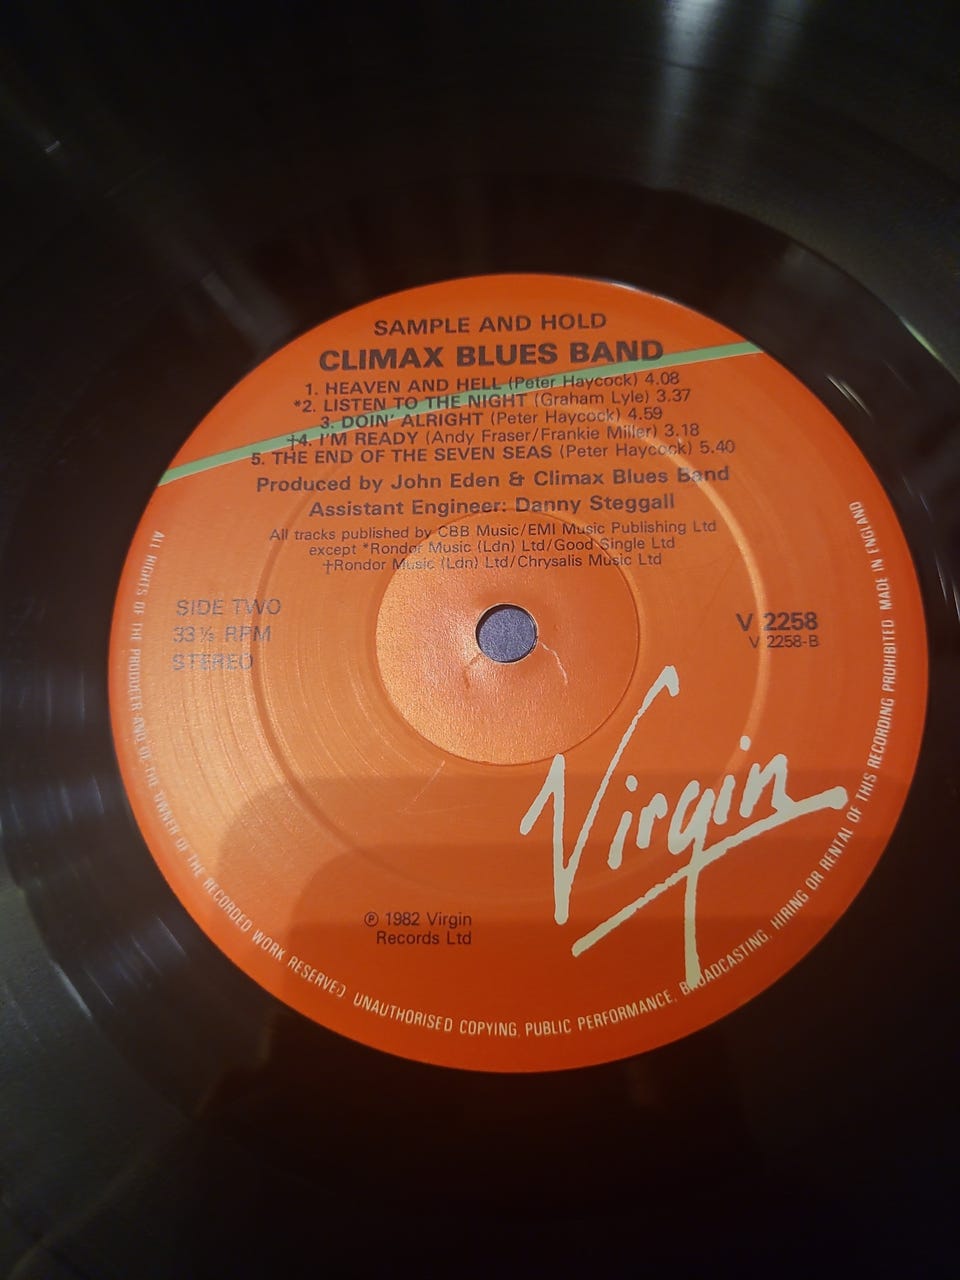 SAMPLE AND HOLD
CLIMAX BLUES BAND
1. HEAVEN AND HELL (Peter Haycock) 4.08
*2. LISTEN TO THE NIGHT (Graham Lyle) 3.37
3. DOIN' ALRIGHT (Peter Haycock) 4.59
†4. I'M READY (Andy Fraser/Frankie Miller) 3.18
5. THE END OF THE SEVEN SEAS (Peter Haycock) 5.40
Produced by John Eden & Climax Blues Band
Assistant Engineer: Danny Steggall
All tracks published by CBB Music/EMI Music Publishing Ltd
except *Rondor Music (Ldn) Ltd/Good Single Ltd
†Rondor Music (Ldn) Ltd/Chrysalis Music Ltd
SIDE TWO
33⅓ RPM
STEREO
V 2258
V 2258-B
Virgin
℗ 1982 Virgin
Records Ltd
ALL RIGHTS OF THE PRODUCER AND OF THE OWNER OF THE RECORDED WORK RESERVED UNAUTHORISED COPYING, PUBLIC PERFORMANCE, BROADCASTING, HIRING OR RENTAL OF THIS RECORDING PROHIBITED MADE IN ENGLAND